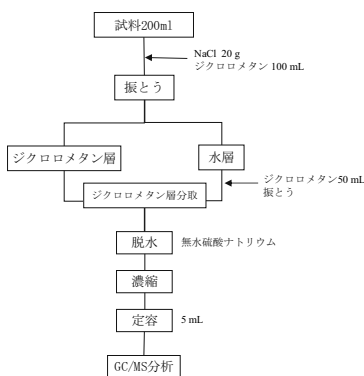 試料200ml
NaCl 20 g
ジクロロメタン 100 mL
振とう
ジクロロメタン層
水層
ジクロロメタン50 mL
振とう
ジクロロメタン層分取
脱水
無水硫酸ナトリウム
濃縮
定容
5 mL
GC/MS分析